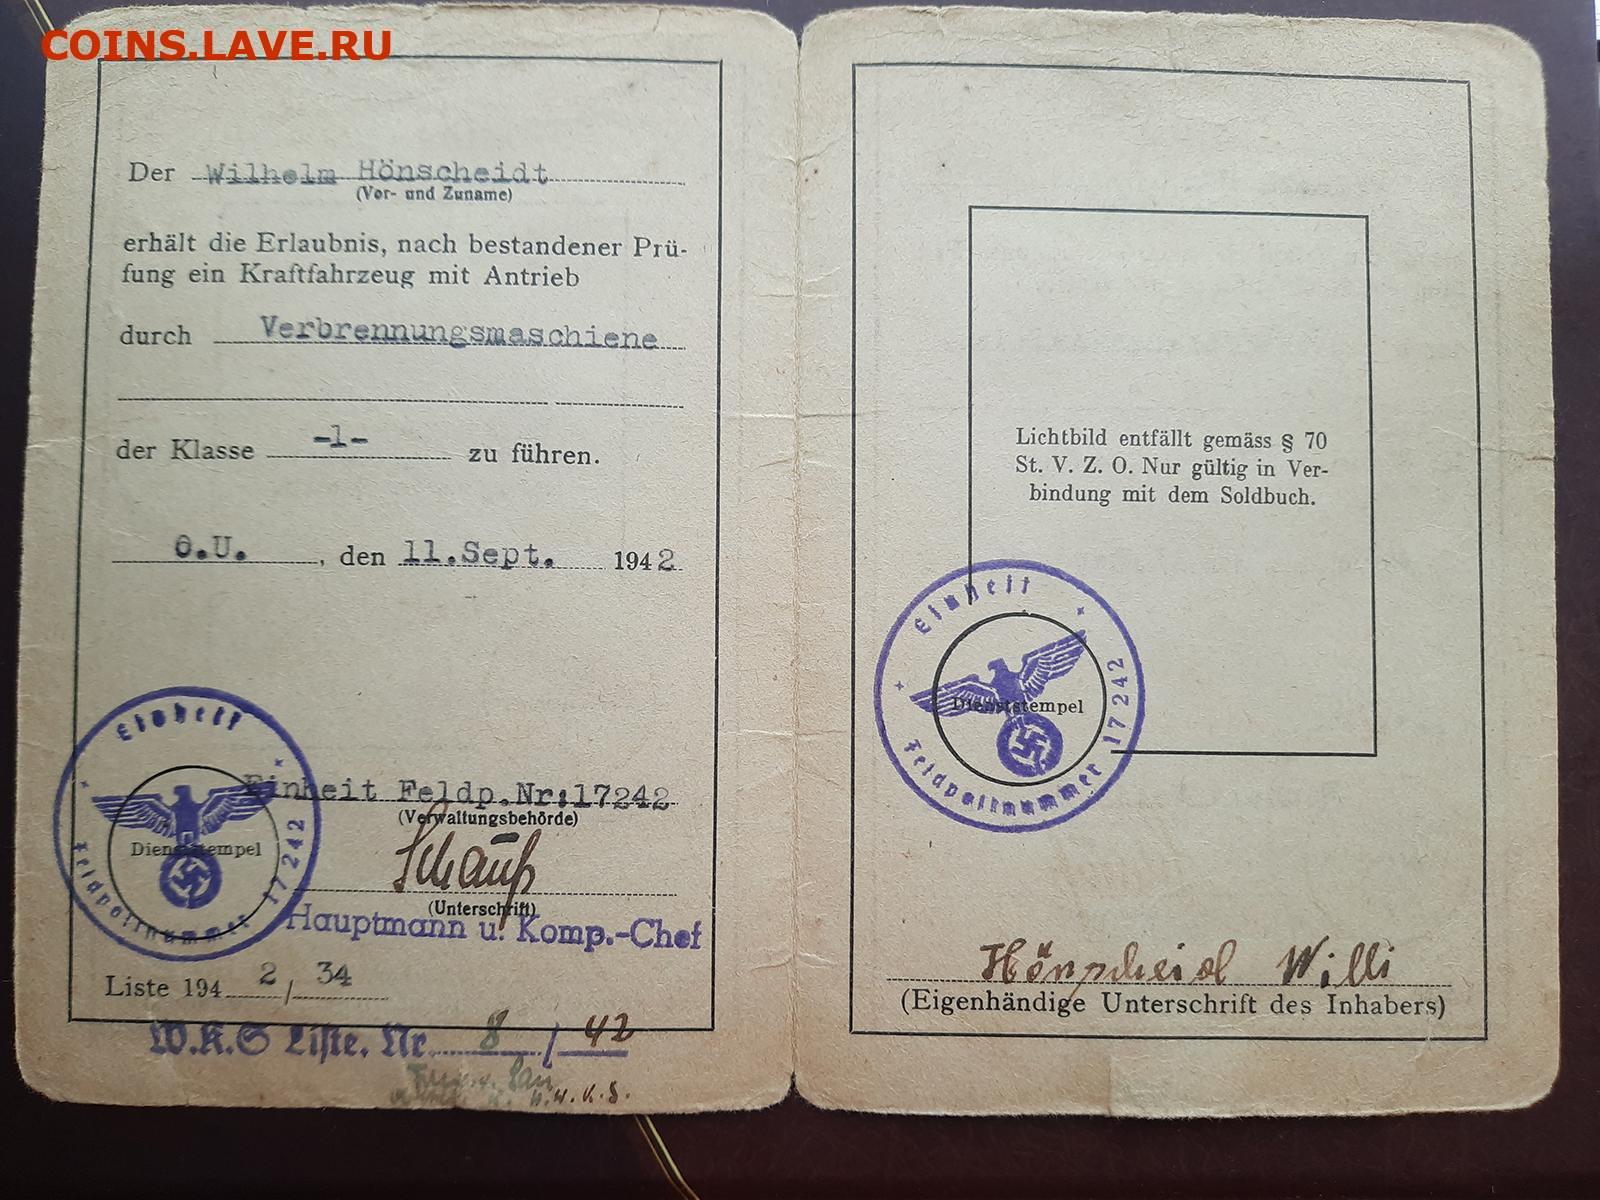 COINS.LAVE.RU
Der Wilhelm Hönscheidt
(Vor- und Zuname)
erhält die Erlaubnis, nach bestandener Prü-
fung ein Kraftfahrzeug mit Antrieb
durch Verbrennungsmaschiene
der Klasse -1- zu führen.
O.U., den 11.Sept. 1942
Einheit
Feldpostnummer 17242
Dienststempel
Einheit Feldp.Nr:17242
(Verwaltungsbehörde)
(Unterschrift)
Hauptmann u. Komp.-Chef
Liste 1942/34
W.K.S Liste. Nr 8/42
Lichtbild entfällt gemäss § 70
St. V. Z. O. Nur gültig in Ver-
bindung mit dem Soldbuch.
Einheit
Feldpostnummer 17242
Dienststempel
Hönscheid Willi
(Eigenhändige Unterschrift des Inhabers)